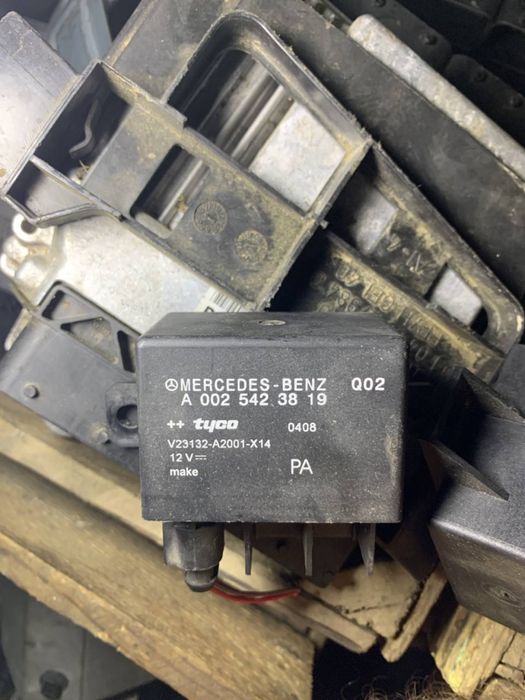 MERCEDES-BENZ Q02
A 002 542 38 19
++ tyco 0408
V23132-A2001-X14
12 V⎓
make PA